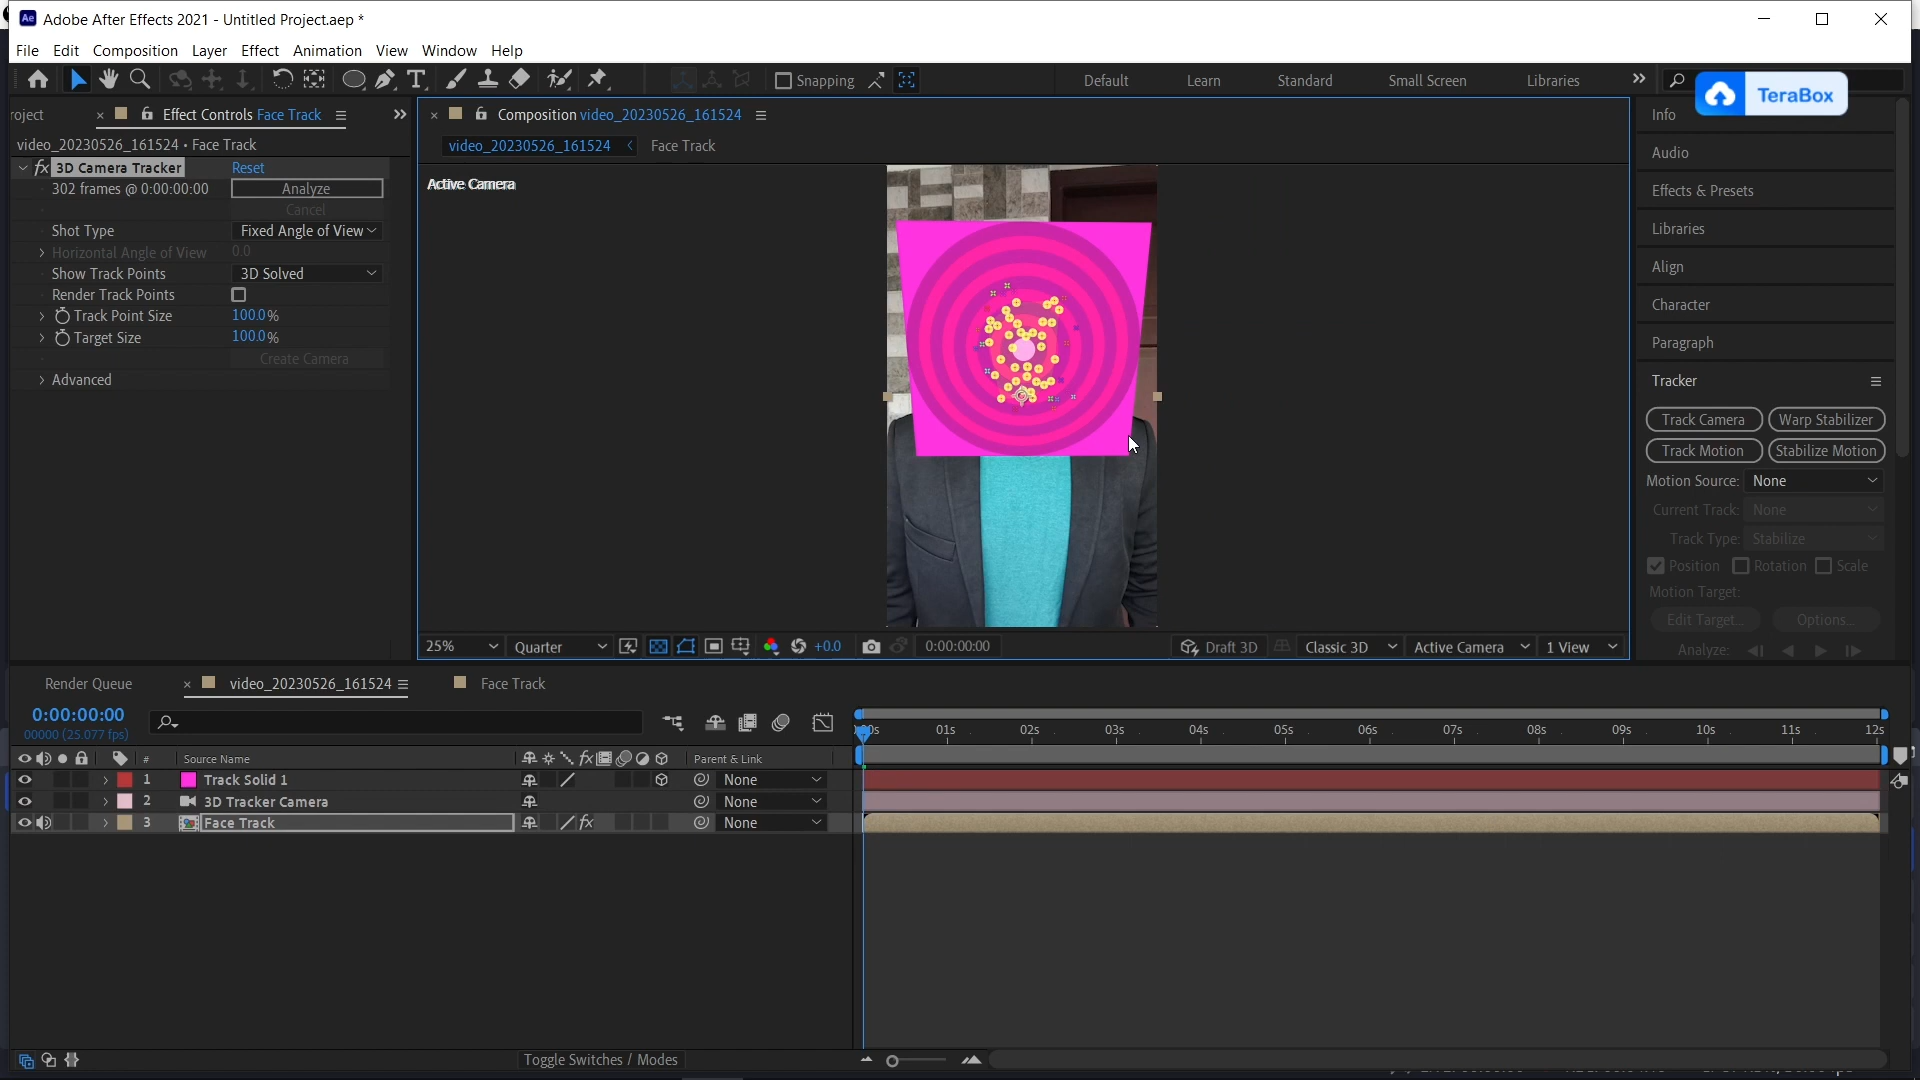 Ae Adobe After Effects 2021 - Untitled Project.aep *
File Edit Composition Layer Effect Animation View Window Help
Snapping Default Learn Standard Small Screen Libraries
TeraBox
roject Effect Controls Face Track
video_20230526_161524 • Face Track
fx 3D Camera Tracker Reset
302 frames @ 0:00:00:00 Analyze
Cancel
Shot Type Fixed Angle of View
Horizontal Angle of View 0.0
Show Track Points 3D Solved
Render Track Points
Track Point Size 100.0%
Target Size 100.0%
Create Camera
Advanced
Composition video_20230526_161524
video_20230526_161524 Face Track
Active Camera
25% Quarter +0.0 0:00:00:00 Draft 3D Classic 3D Active Camera 1 View
Info
Audio
Effects & Presets
Libraries
Align
Character
Paragraph
Tracker
Track Camera Warp Stabilizer
Track Motion Stabilize Motion
Motion Source: None
Current Track: None
Track Type: Stabilize
Position Rotation Scale
Motion Target:
Edit Target... Options...
Analyze:
Render Queue video_20230526_161524 Face Track
0:00:00:00
00000 (25.077 fps)
00s 01s 02s 03s 04s 05s 06s 07s 08s 09s 10s 11s 12s
# Source Name fx Parent & Link
1 Track Solid 1 None
2 3D Tracker Camera None
3 Face Track fx None
Toggle Switches / Modes